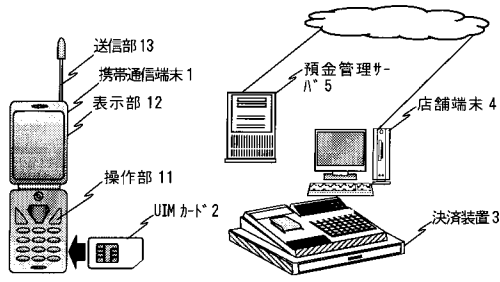 送信部 13
携帯通信端末 1
表示部 12
操作部 11
UIM ｶｰﾄﾞ 2
預金管理ｻｰ
ﾊﾞ 5
店舗端末 4
決済装置 3